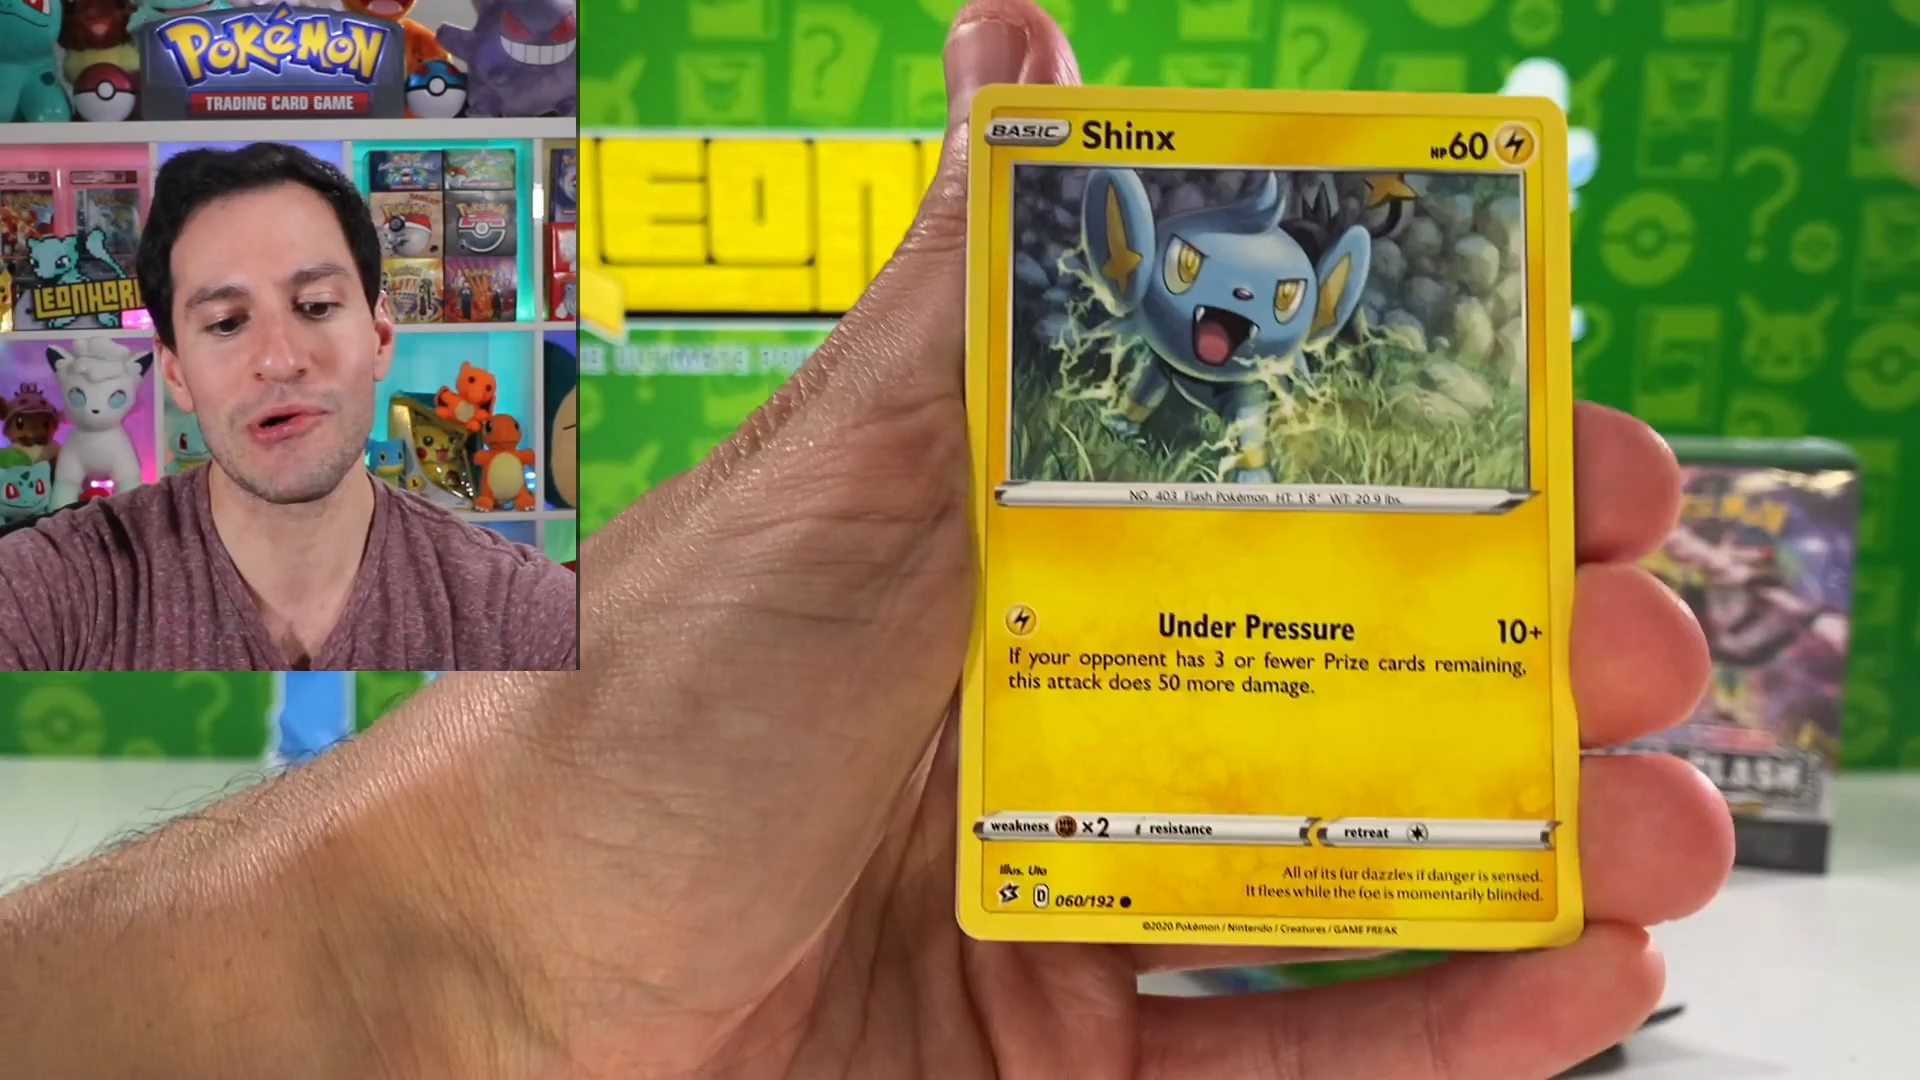 POKéMON
TRADING CARD GAME
LEONHAR
BASIC Shinx HP60
NO. 403 Flash Pokémon HT: 1'8" WT: 20.9 lbs.
Under Pressure 10+
If your opponent has 3 or fewer Prize cards remaining,
this attack does 50 more damage.
weakness ×2 resistance retreat
Illus. Uta
D 060/192
All of its fur dazzles if danger is sensed.
It flees while the foe is momentarily blinded.
©2020 Pokémon / Nintendo / Creatures / GAME FREAK